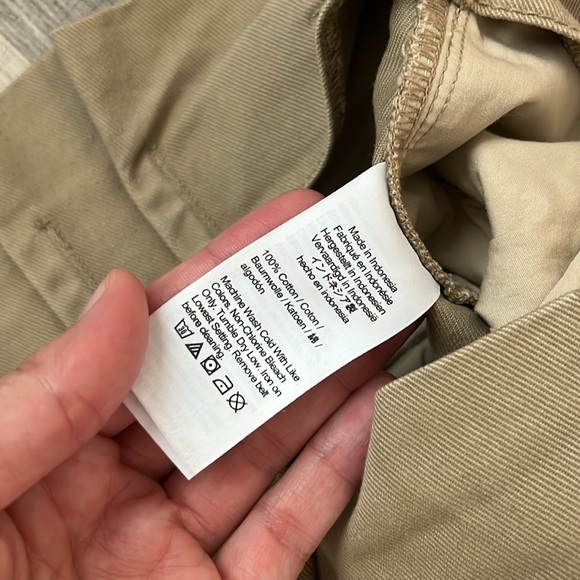 Made in Indonesia
Fabriqué en Indonésie
Hergestellt in Indonesien
Vervaardigd in Indonesië
インドネシア製
hecho en indonesia
100% Cotton / Coton /
Baumwolle / Katoen / 綿 /
algodón
Machine Wash Cold With Like
Colors. Non-Chlorine Bleach
Only. Tumble Dry Low. Iron on
Lowest Setting Remove belt
before cleaning.